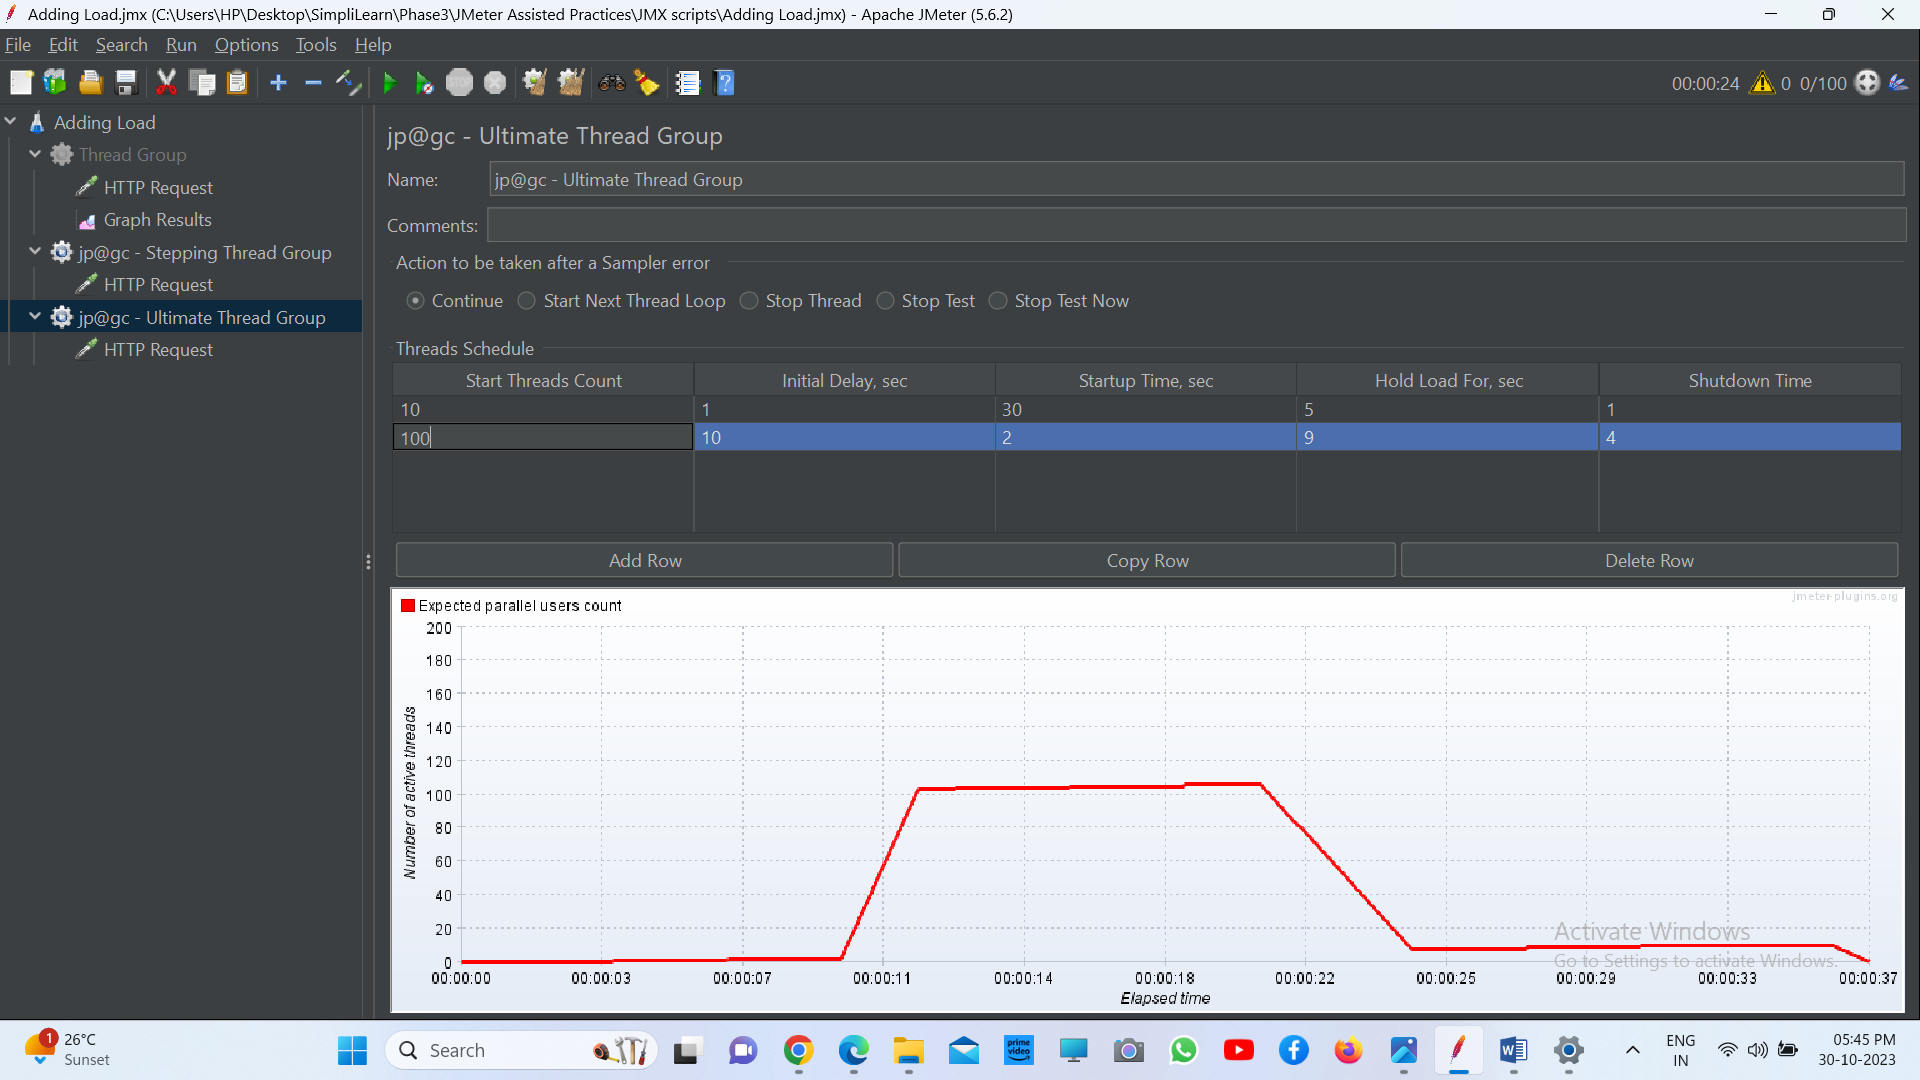 Adding Load.jmx (C:\Users\HP\Desktop\SimpliLearn\Phase3\JMeter Assisted Practices\JMX scripts\Adding Load.jmx) - Apache JMeter (5.6.2)
File Edit Search Run Options Tools Help
STOP ? 00:00:24 0 0/100
Adding Load
Thread Group
HTTP Request
Graph Results
jp@gc - Stepping Thread Group
HTTP Request
jp@gc - Ultimate Thread Group
HTTP Request
jp@gc - Ultimate Thread Group
Name: jp@gc - Ultimate Thread Group
Comments:
Action to be taken after a Sampler error
Continue Start Next Thread Loop Stop Thread Stop Test Stop Test Now
Threads Schedule
Start Threads Count Initial Delay, sec Startup Time, sec Hold Load For, sec Shutdown Time
10 1 30 5 1
100 10 2 9 4
Add Row Copy Row Delete Row
Expected parallel users count
jmeter-plugins.org
200
180
160
140
120
100
80
60
40
20
0
Number of active threads
00:00:00 00:00:03 00:00:07 00:00:11 00:00:14 00:00:18 00:00:22 00:00:25 00:00:29 00:00:33 00:00:37
Elapsed time
Activate Windows
Go to Settings to activate Windows.
1 26°C
Sunset
Search
prime video
ENG
IN
05:45 PM
30-10-2023